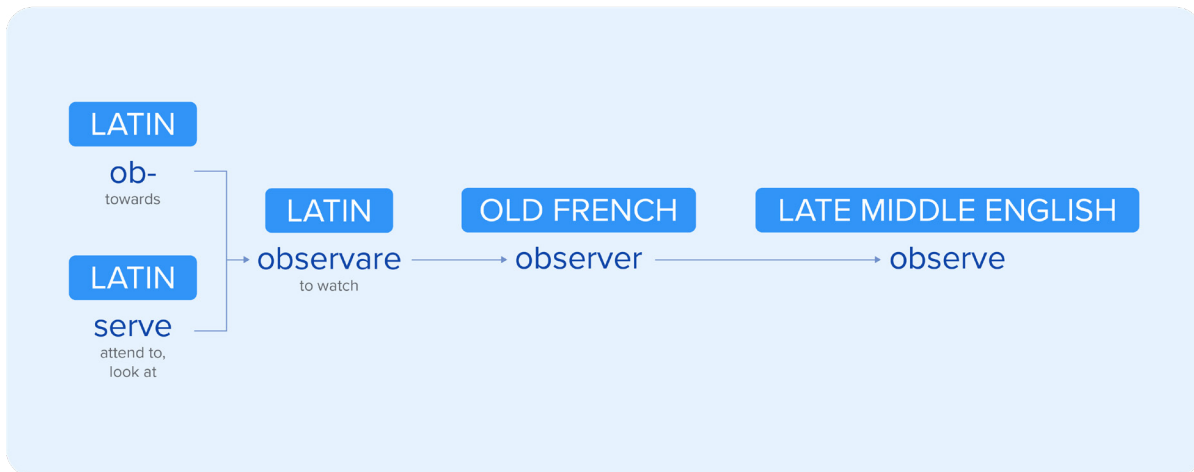 LATIN
ob-
towards
LATIN
serve
attend to,
look at
LATIN
observare
to watch
OLD FRENCH
observer
LATE MIDDLE ENGLISH
observe